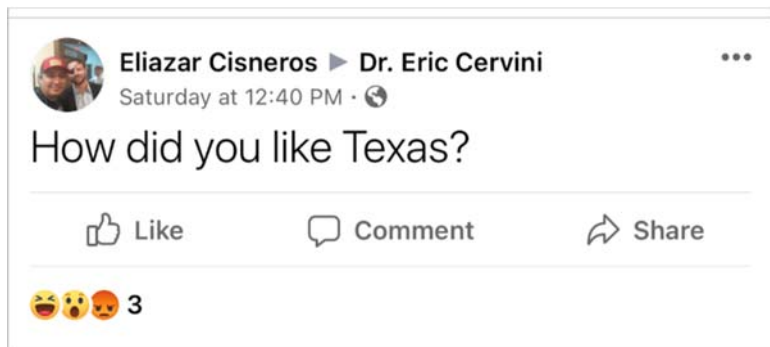 Eliazar Cisneros ▸ Dr. Eric Cervini
Saturday at 12:40 PM ·
How did you like Texas?
Like Comment Share
3